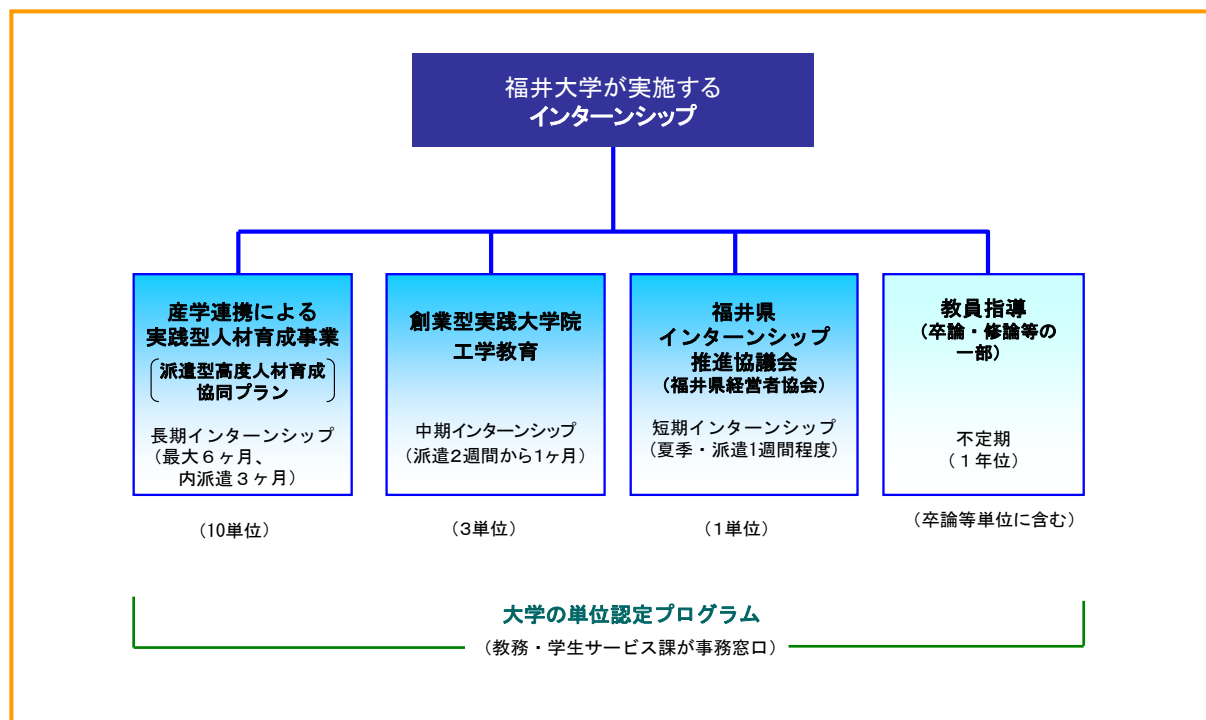 福井大学が実施する
インターンシップ
産学連携による
実践型人材育成事業
派遣型高度人材育成
協同プラン
長期インターンシップ
（最大６ヶ月、
内派遣３ヶ月）
（10単位）
創業型実践大学院
工学教育
中期インターンシップ
（派遣２週間から1ヶ月）
（３単位）
福井県
インターンシップ
推進協議会
（福井県経営者協会）
短期インターンシップ
（夏季・派遣1週間程度）
（１単位）
教員指導
（卒論・修論等の
一部）
不定期
（１年位）
（卒論等単位に含む）
大学の単位認定プログラム
（教務・学生サービス課が事務窓口）